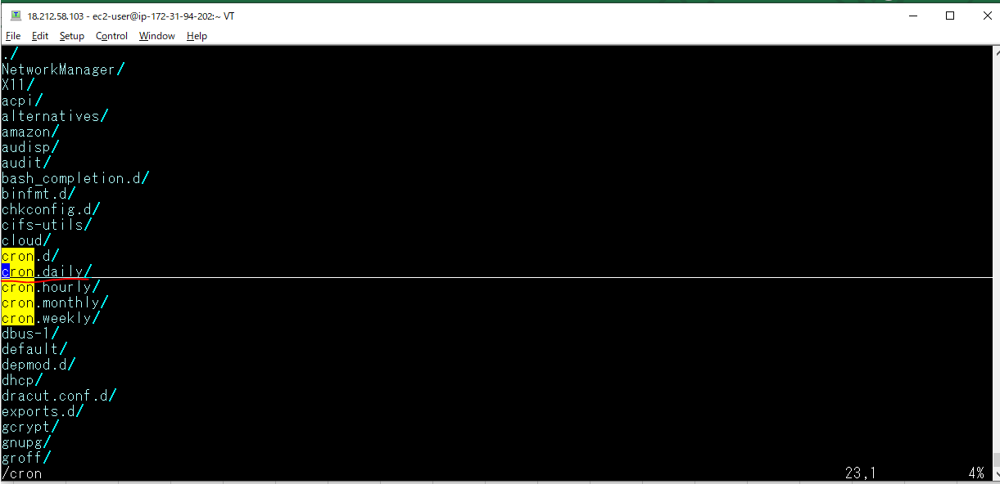 18.212.58.103 - ec2-user@ip-172-31-94-202:~ VT
File Edit Setup Control Window Help
./
NetworkManager/
X11/
acpi/
alternatives/
amazon/
audisp/
audit/
bash_completion.d/
binfmt.d/
chkconfig.d/
cifs-utils/
cloud/
cron.d/
cron.daily/
cron.hourly/
cron.monthly/
cron.weekly/
dbus-1/
default/
depmod.d/
dhcp/
dracut.conf.d/
exports.d/
gcrypt/
gnupg/
groff/
/cron 23,1 4%